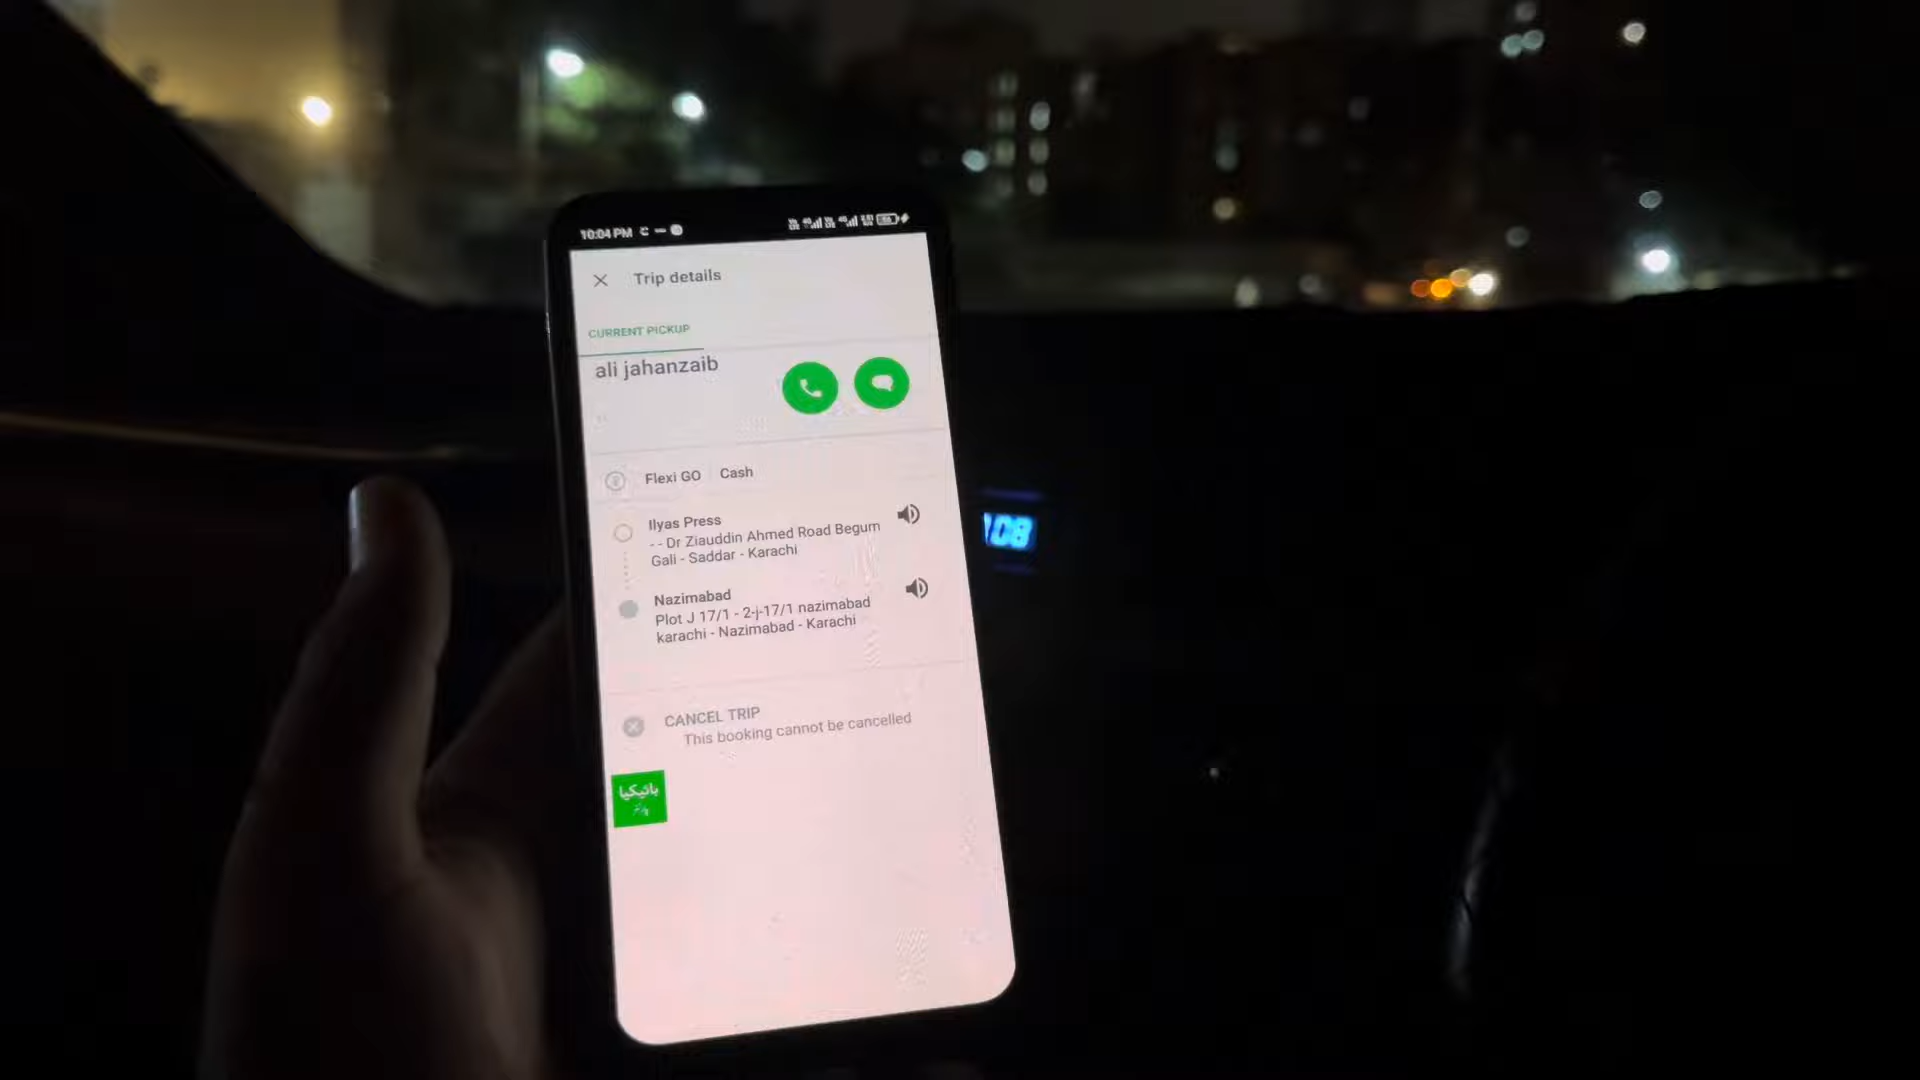 10:04 PM
Trip details
CURRENT PICKUP
ali jahanzaib
Flexi GO Cash
Ilyas Press
- - Dr Ziauddin Ahmed Road Begum
Gali - Saddar - Karachi
Nazimabad
Plot J 17/1 - 2-j-17/1 nazimabad
karachi - Nazimabad - Karachi
CANCEL TRIP
This booking cannot be cancelled
بائیکیا
08